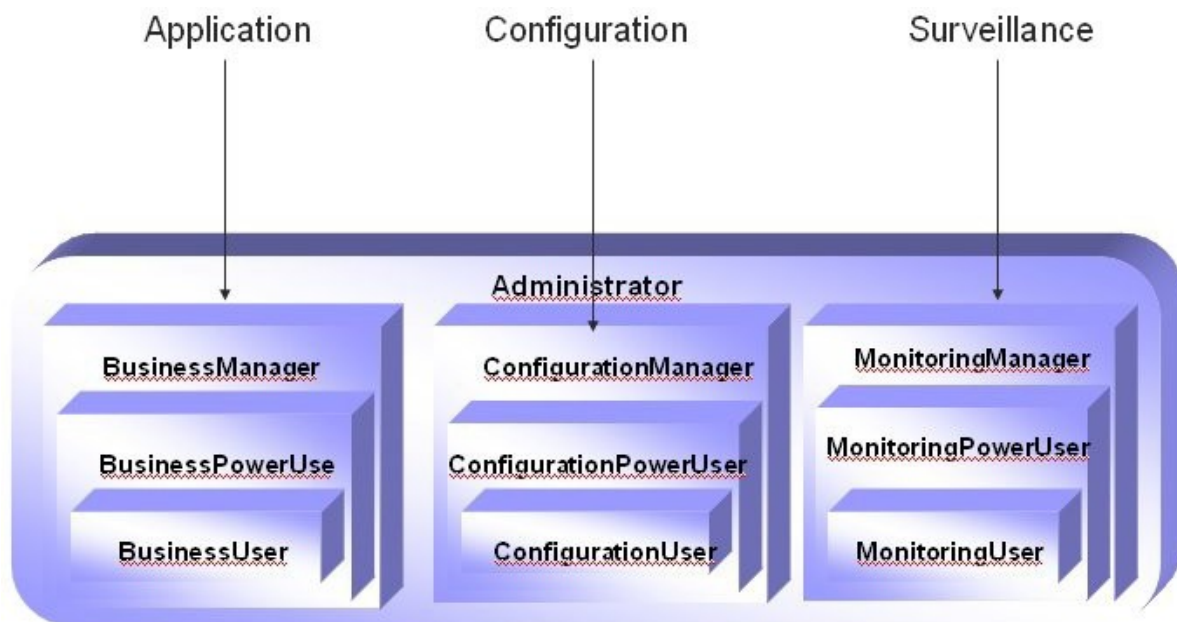 Application
Configuration
Surveillance
Administrator
BusinessManager
ConfigurationManager
MonitoringManager
BusinessPowerUse
ConfigurationPowerUser
MonitoringPowerUser
BusinessUser
ConfigurationUser
MonitoringUser